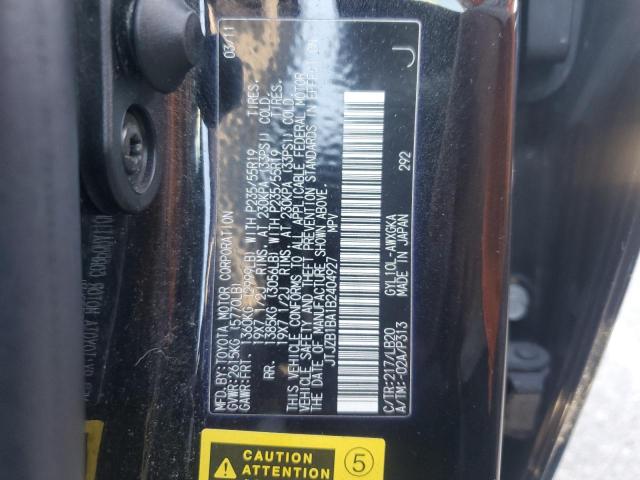 MFD. BY: TOYOTA MOTOR CORPORATION 03/11
GVWR: 2615KG (5770LB)
GAWR: FRT. 1360KG (2999LB) WITH P235/55R19 TIRES.
19X7 1/2J RIMS, AT 230KPA (33PSI) COLD.
RR. 1385KG (3056LB) WITH P235/55R19 TIRES.
19X7 1/2J RIMS, AT 230KPA (33PSI) COLD.
THIS VEHICLE CONFORMS TO ALL APPLICABLE FEDERAL MOTOR
VEHICLE SAFETY AND THEFT PREVENTION STANDARDS IN EFFECT ON
THE DATE OF MANUFACTURE SHOWN ABOVE.
JTJZB1BA1B2404927 MPV
J
C/TR: 217/LB20 GYL10L-AWXGKA 292
A/TM: -02A/P313 MADE IN JAPAN
CAUTION
ATTENTION
5